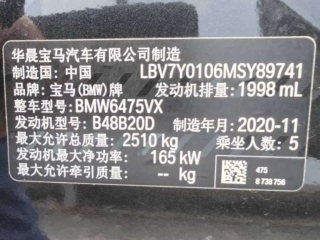 华晨宝马汽车有限公司制造
制造国：中国 LBV7Y0106MSY89741
品牌：宝马(BMW)牌 发动机排量：1998 mL
整车型号：BMW6475VX
发动机型号：B48B20D 制造年月：2020-11
最大允许总质量：2510 kg 乘坐人数：5
发动机最大净功率：165 kW
最大允许牵引质量：-- kg
475
8 738 756